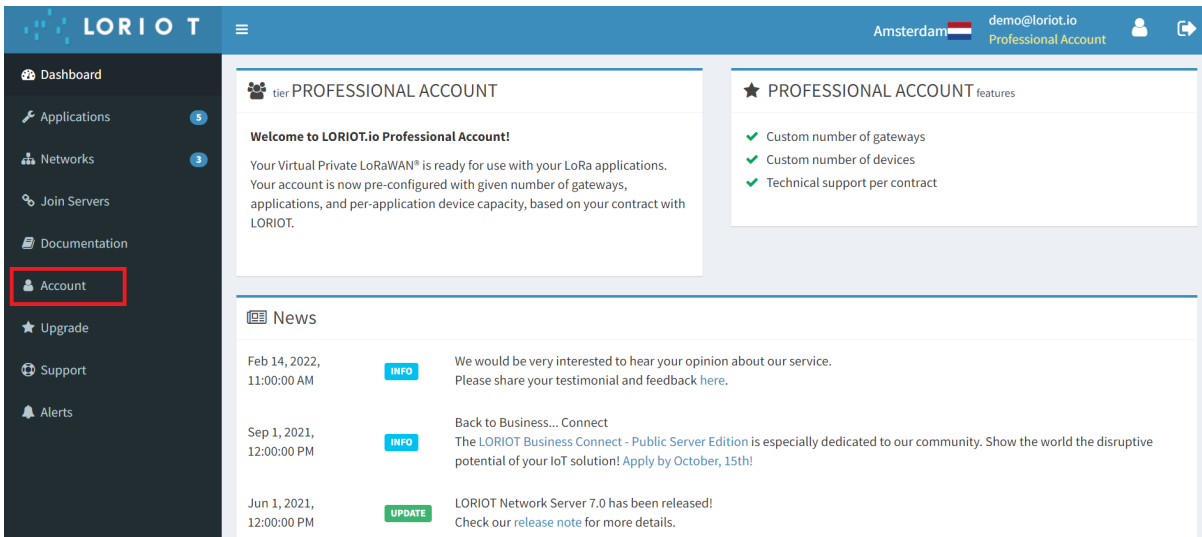 LORIOT
Amsterdam
demo@loriot.io
Professional Account
Dashboard
Applications 5
Networks 3
Join Servers
Documentation
Account
Upgrade
Support
Alerts
tier PROFESSIONAL ACCOUNT
Welcome to LORIOT.io Professional Account!
Your Virtual Private LoRaWAN® is ready for use with your LoRa applications.
Your account is now pre-configured with given number of gateways,
applications, and per-application device capacity, based on your contract with
LORIOT.
PROFESSIONAL ACCOUNT features
Custom number of gateways
Custom number of devices
Technical support per contract
News
Feb 14, 2022,
11:00:00 AM
INFO
We would be very interested to hear your opinion about our service.
Please share your testimonial and feedback here.
Sep 1, 2021,
12:00:00 PM
INFO
Back to Business... Connect
The LORIOT Business Connect - Public Server Edition is especially dedicated to our community. Show the world the disruptive
potential of your IoT solution! Apply by October, 15th!
Jun 1, 2021,
12:00:00 PM
UPDATE
LORIOT Network Server 7.0 has been released!
Check our release note for more details.